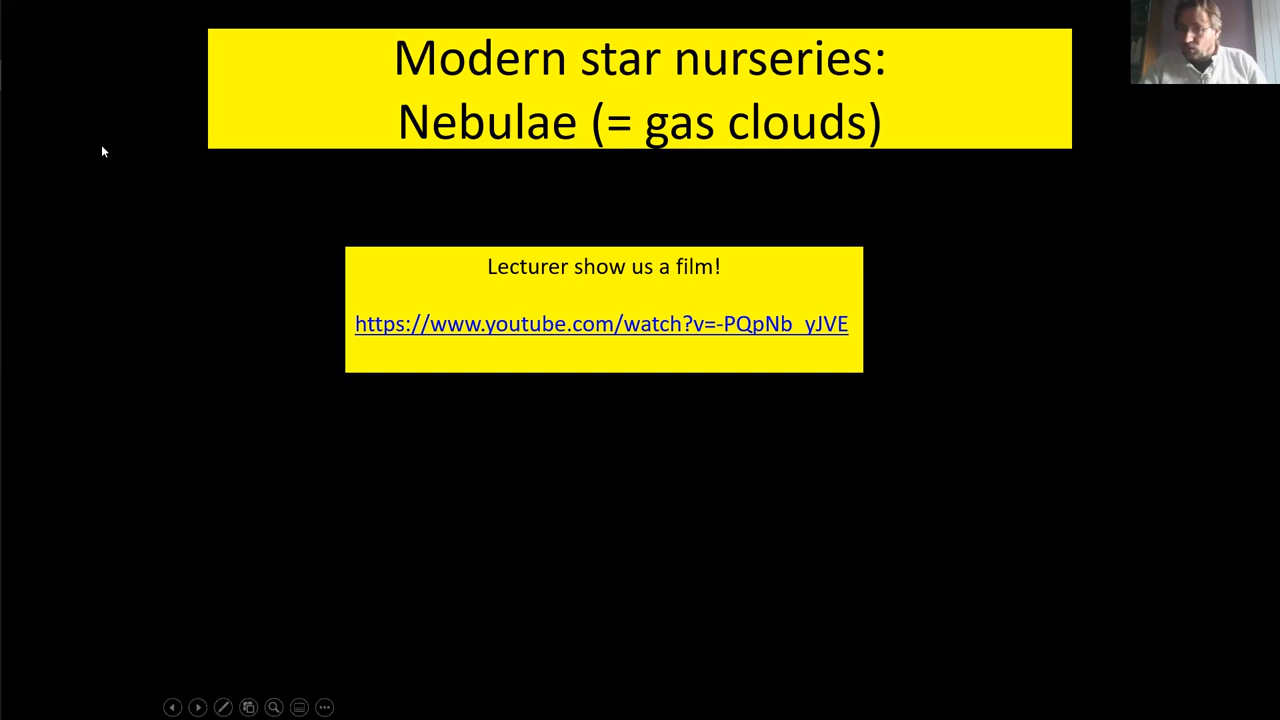 Modern star nurseries:
Nebulae (= gas clouds)
Lecturer show us a film!
https://www.youtube.com/watch?v=-PQpNb_yJVE